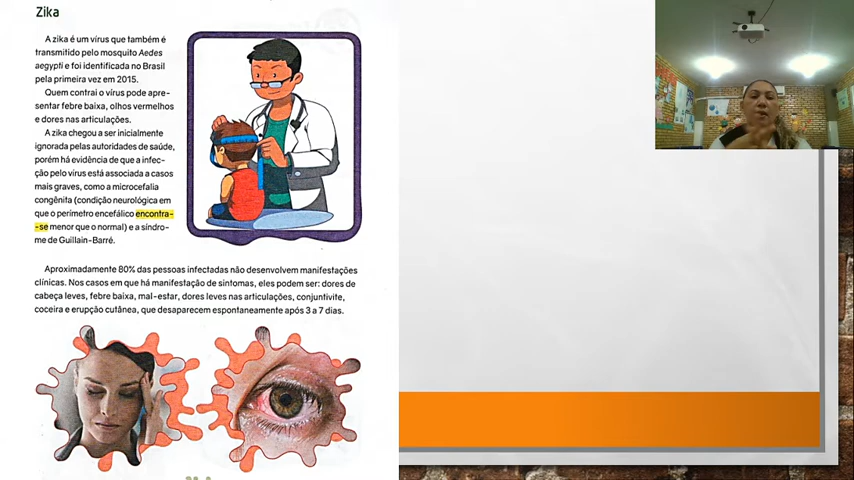 Zika
A zika é um vírus que também é
transmitido pelo mosquito Aedes
aegypti e foi identificada no Brasil
pela primeira vez em 2015.
Quem contrai o vírus pode apre-
sentar febre baixa, olhos vermelhos
e dores nas articulações.
A zika chegou a ser inicialmente
ignorada pelas autoridades de saúde,
porém há evidência de que a infec-
ção pelo vírus está associada a casos
mais graves, como a microcefalia
congênita (condição neurológica em
que o perímetro encefálico encontra-
-se menor que o normal) e a síndro-
me de Guillain-Barré.
Aproximadamente 80% das pessoas infectadas não desenvolvem manifestações
clínicas. Nos casos em que há manifestação de sintomas, eles podem ser: dores de
cabeça leves, febre baixa, mal-estar, dores leves nas articulações, conjuntivite,
coceira e erupção cutânea, que desaparecem espontaneamente após 3 a 7 dias.